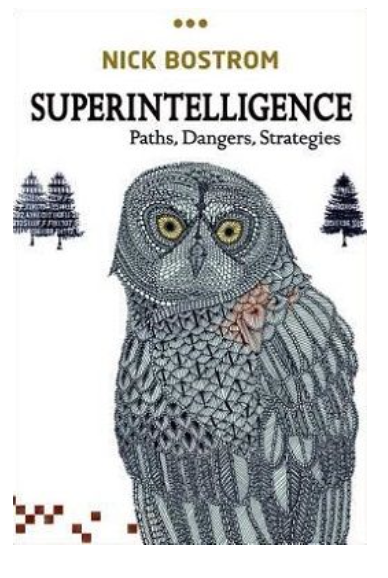 NICK BOSTROM
SUPERINTELLIGENCE
Paths, Dangers, Strategies